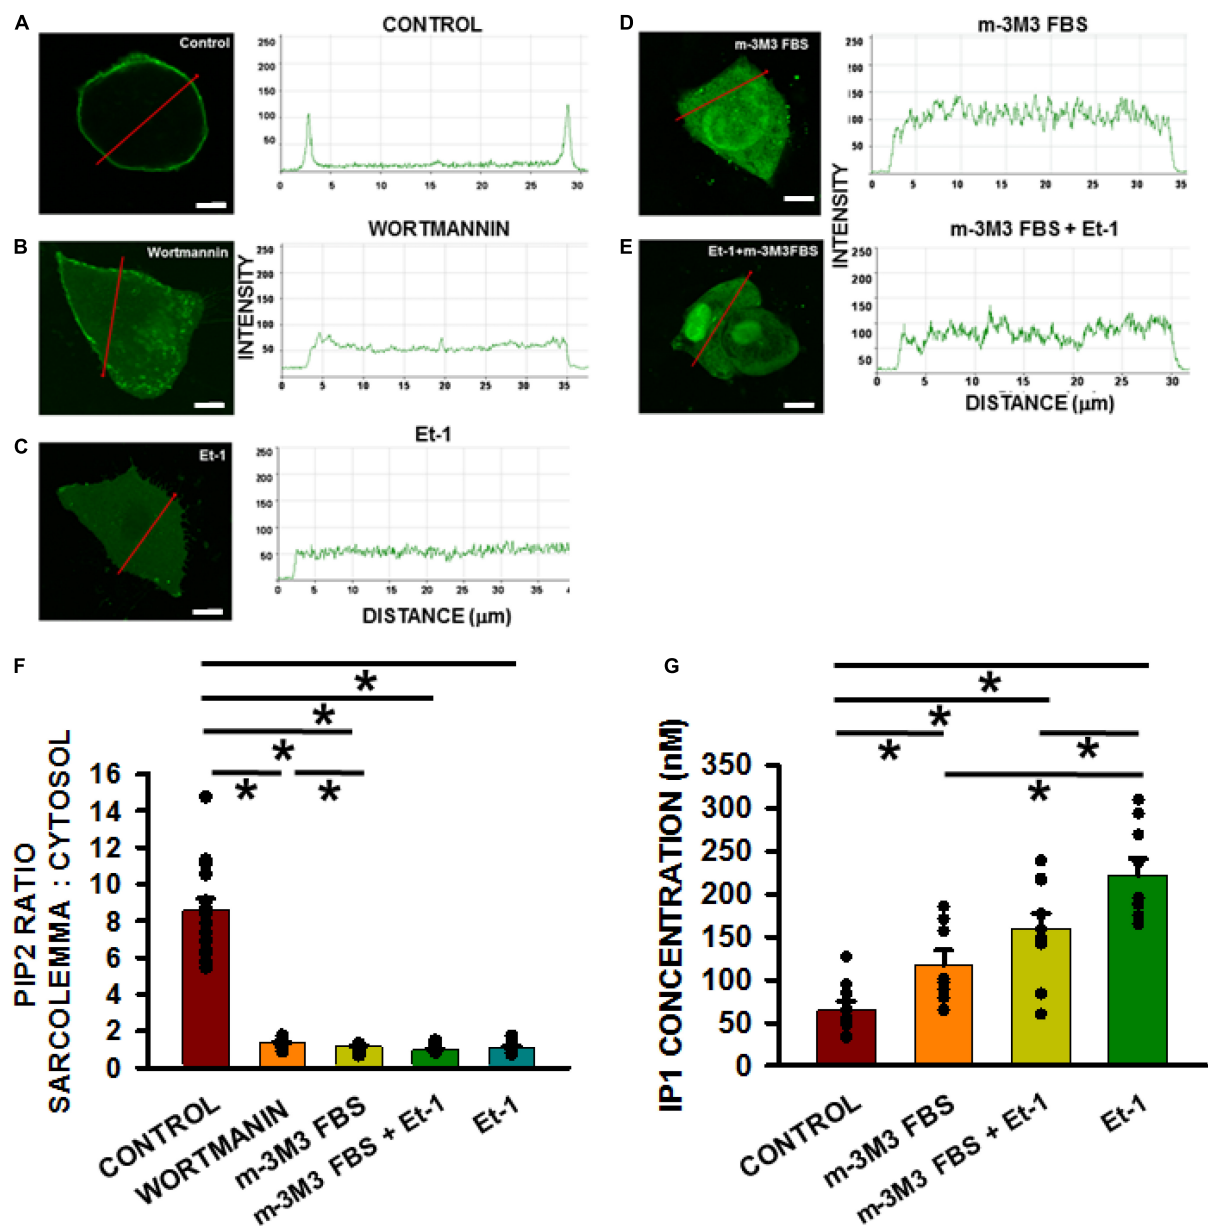 A
CONTROL
Control
250
200
150
100
50
0 5 10 15 20 25 30
B
WORTMANNIN
Wortmannin
INTENSITY
250
200
150
100
50
0 5 10 15 20 25 30 35
C
Et-1
Et-1
250
200
150
100
50
0 5 10 15 20 25 30 35
DISTANCE (µm)
D
m-3M3 FBS
m-3M3 FBS
INTENSITY
250
200
150
100
50
0 5 10 15 20 25 30 35
E
m-3M3 FBS + Et-1
Et-1+m-3M3FBS
250
200
150
100
50
0 5 10 15 20 25 30
DISTANCE (µm)
F
PIP2 RATIO
SARCOLEMMA : CYTOSOL
16
14
12
10
8
6
4
2
0
* * * * *
CONTROL
WORTMANIN
m-3M3 FBS
m-3M3 FBS + Et-1
Et-1
G
IP1 CONCENTRATION (nM)
350
300
250
200
150
100
50
0
* * * * *
CONTROL
m-3M3 FBS
m-3M3 FBS + Et-1
Et-1